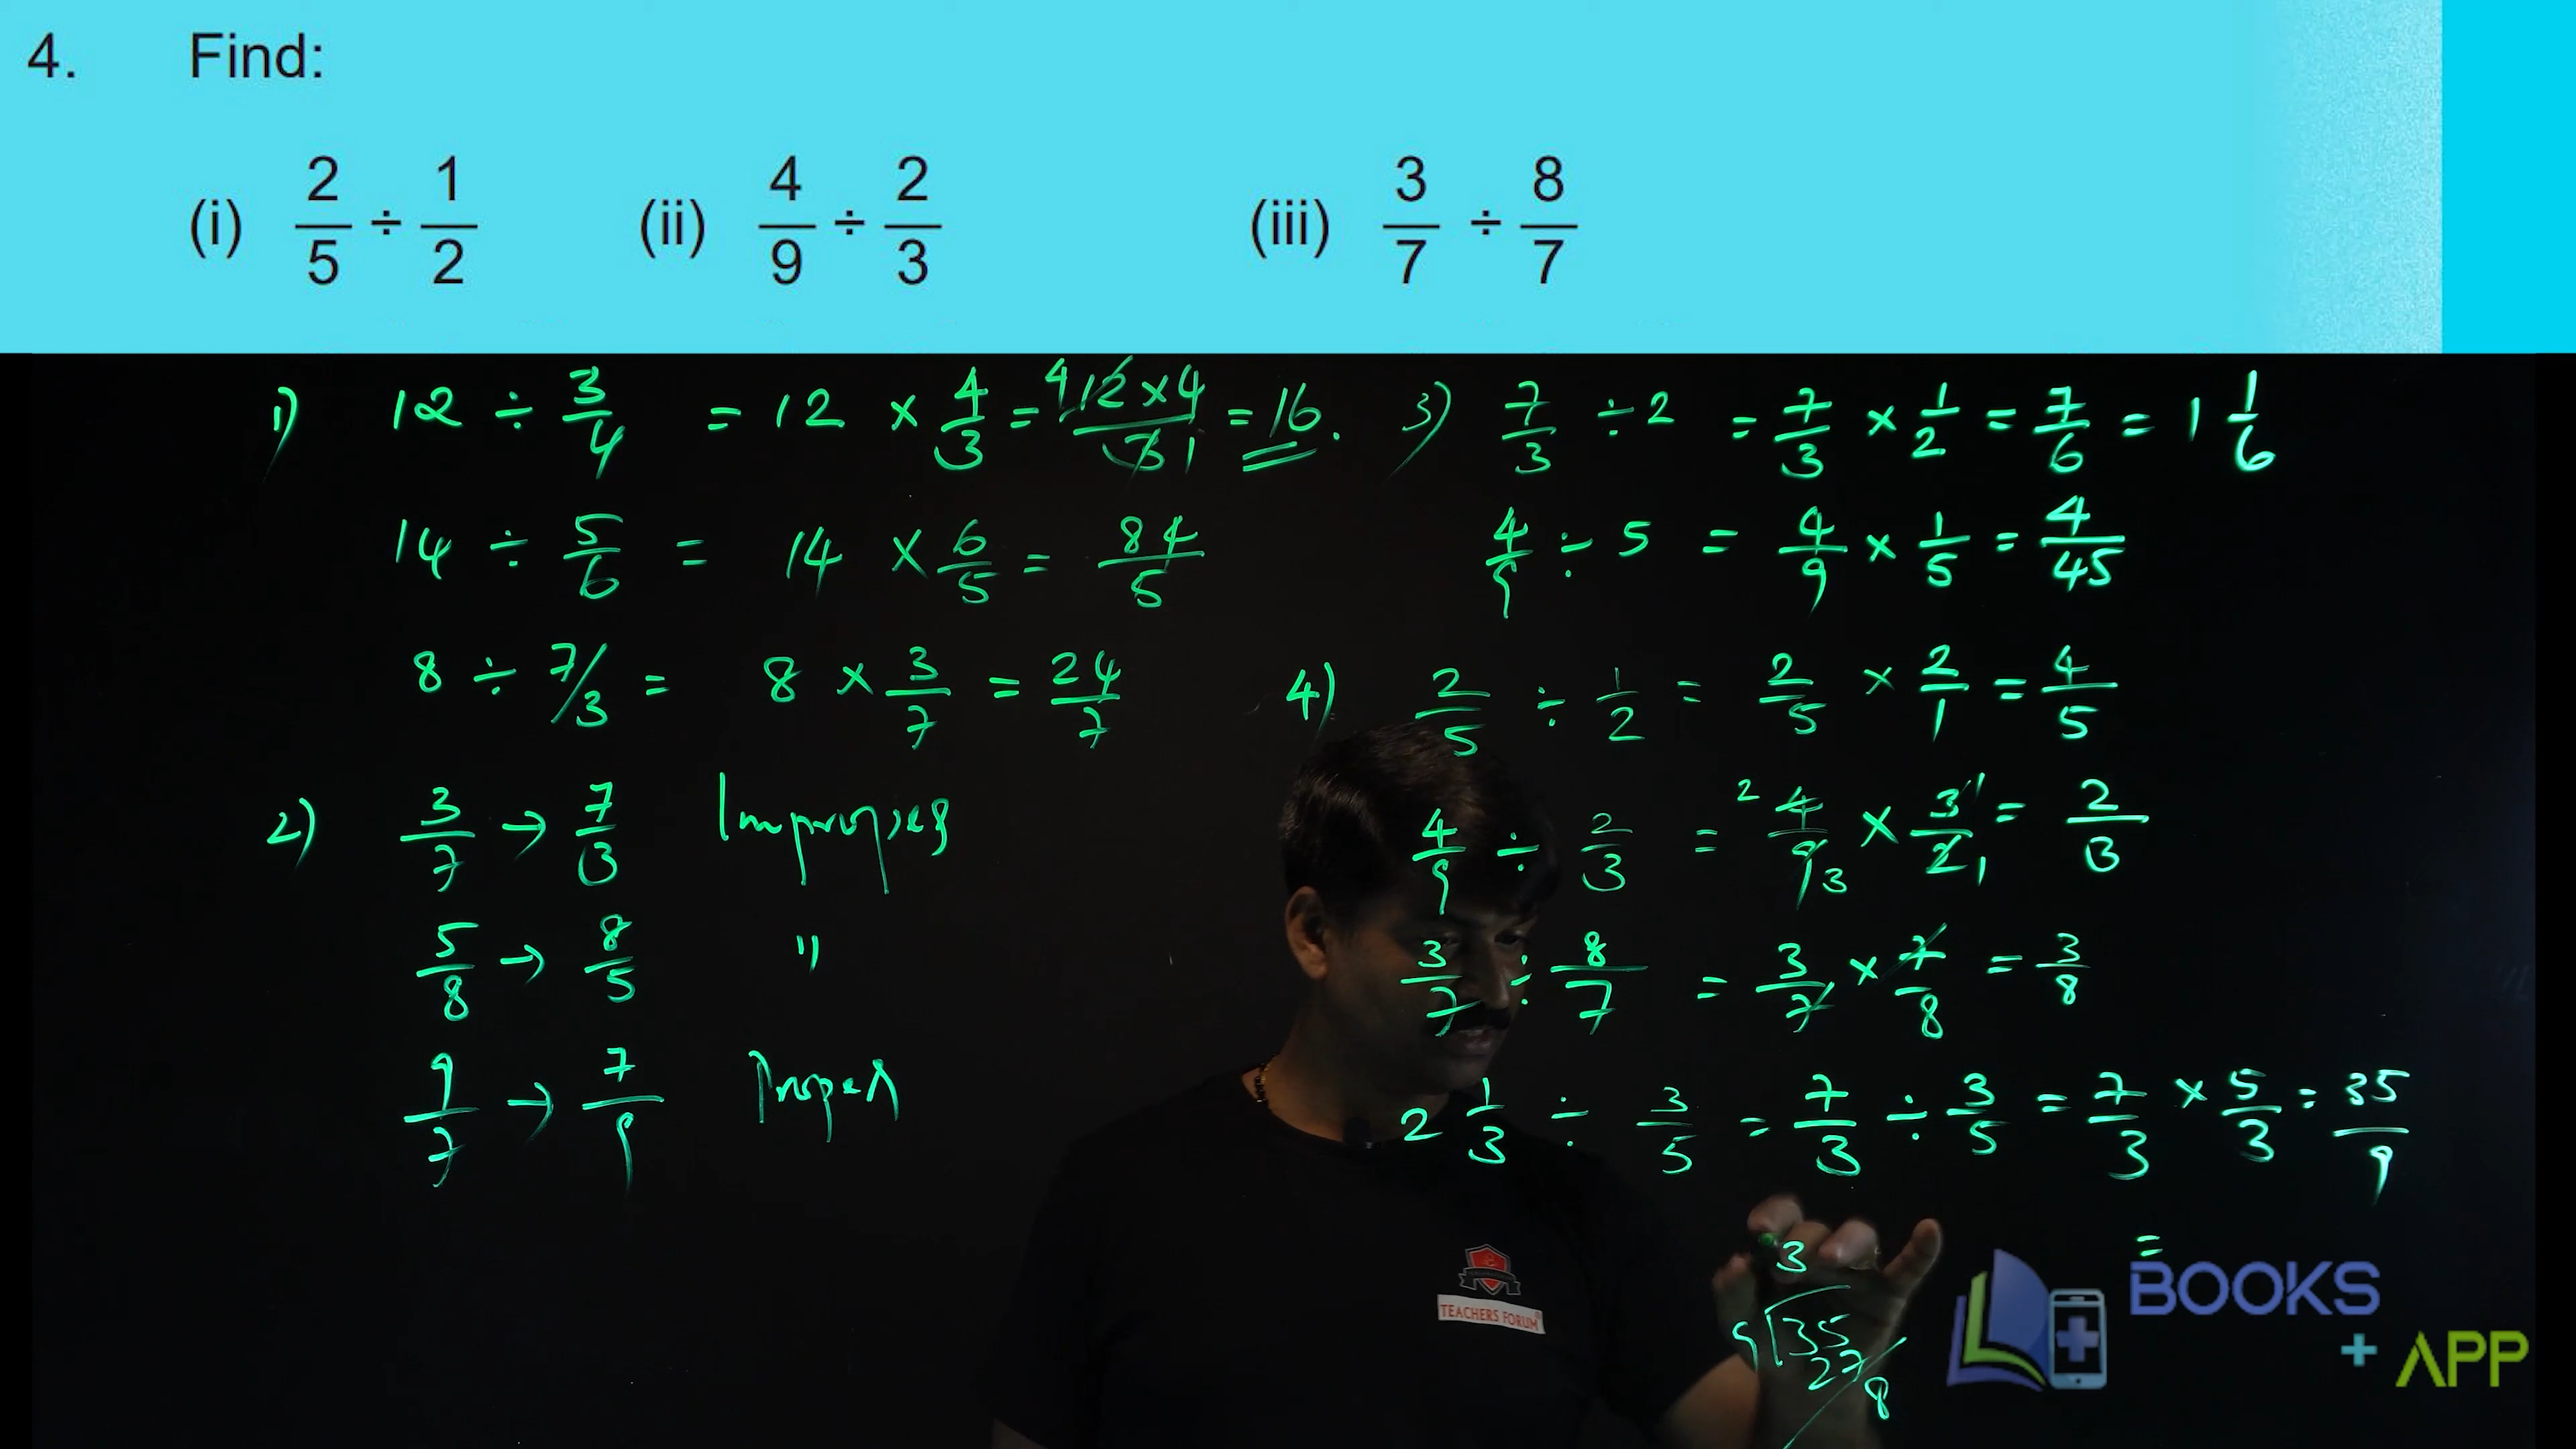 4. Find:
(i) 2/5 ÷ 1/2 (ii) 4/9 ÷ 2/3 (iii) 3/7 ÷ 8/7
1) 12 ÷ 3/4 = 12 × 4/3 = 4 12 × 4 / 3 1 = 16.
14 ÷ 5/6 = 14 × 6/5 = 84/5
8 ÷ 7/3 = 8 × 3/7 = 24/7
2) 3/7 → 7/3 Improper
5/8 → 8/5 "
9/7 → 7/9 Proper
3) 7/3 ÷ 2 = 7/3 × 1/2 = 7/6 = 1 1/6
4/9 ÷ 5 = 4/9 × 1/5 = 4/45
4) 2/5 ÷ 1/2 = 2/5 × 2/1 = 4/5
4/9 ÷ 2/3 = 2 4/9 3 × 3 1/2 1 = 2/3
3/7 ÷ 8/7 = 3/7 × 7/8 = 3/8
2 1/3 ÷ 3/5 = 7/3 ÷ 3/5 = 7/3 × 5/3 = 35/9
=
3
9 35
27
8
TEACHERS FORUM
BOOKS
+ APP